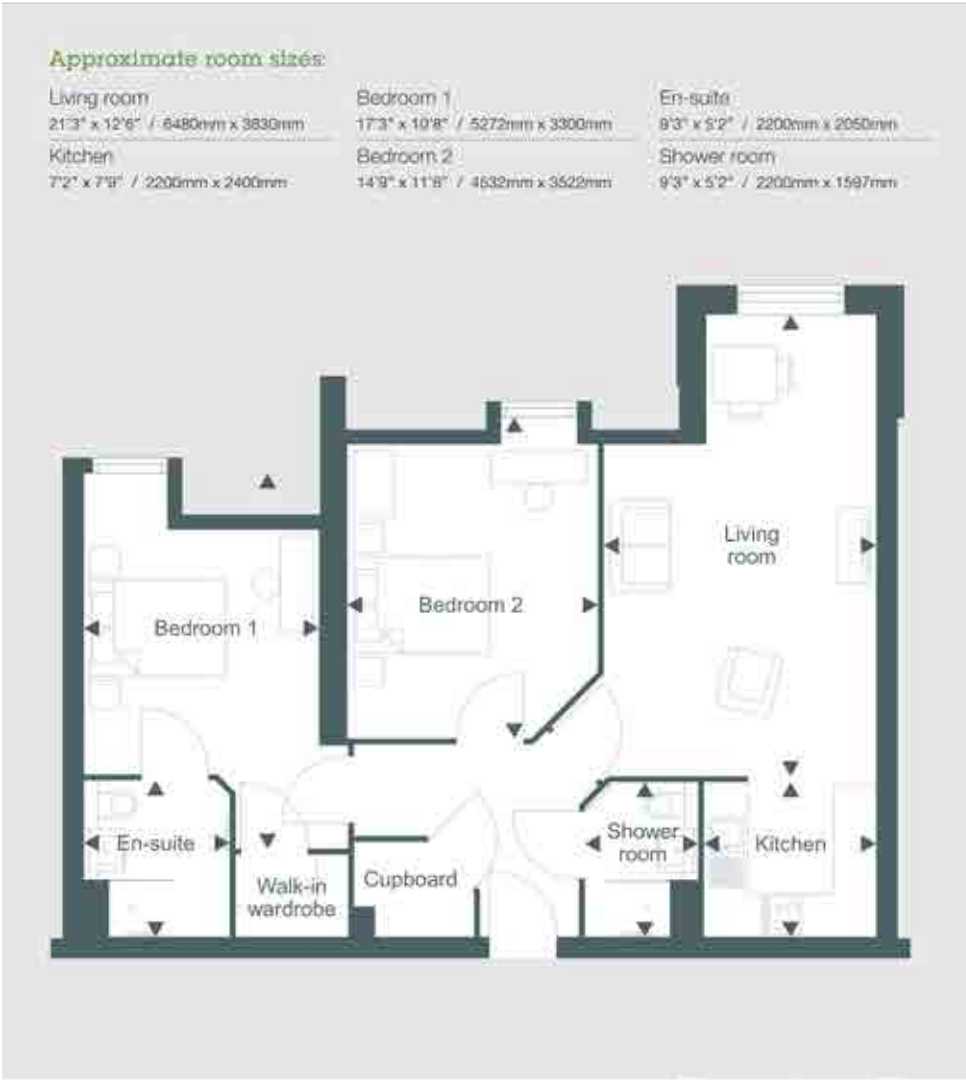 Approximate room sizes:
Living room
21'3" x 12'6" / 6480mm x 3830mm
Bedroom 1
17'3" x 10'8" / 5272mm x 3300mm
En-suite
9'3" x 5'2" / 2200mm x 2050mm
Kitchen
7'2" x 7'9" / 2200mm x 2400mm
Bedroom 2
14'9" x 11'6" / 4532mm x 3522mm
Shower room
9'3" x 5'2" / 2200mm x 1597mm
Living
room
Bedroom 2
Bedroom 1
En-suite
Walk-in
wardrobe
Cupboard
Shower
room
Kitchen